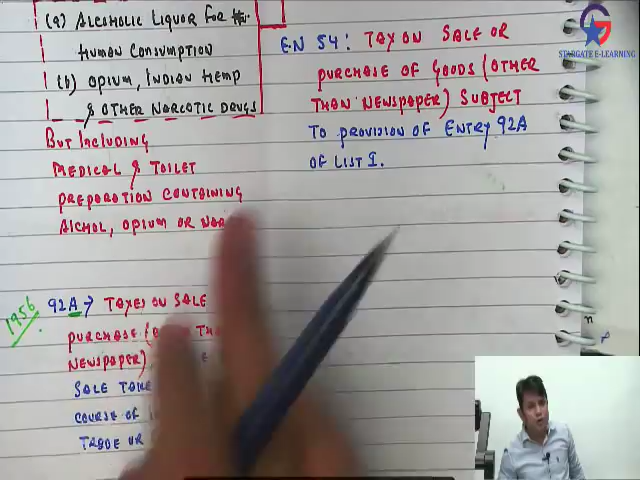 (a) ALCOHOLIC LIQUOR FOR
HUMAN CONSUMPTION
(b) OPIUM, INDIAN HEMP
& OTHER NARCOTIC DRUGS
BUT INCLUDING
MEDICAL & TOILET
PREPARATION CONTAINING
ALCHOL, OPIUM OR NAR
1956
92A → TAXES ON SALE
PURCHASE (
NEWSPAPER)
SALE TAKE
COURSE OF
TRADE OR
EN 54: TAX ON SALE OR
PURCHASE OF GOODS (OTHER
THAN NEWSPAPER) SUBJECT
TO PROVISION OF ENTRY 92A
OF LIST I.
STARGATE E-LEARNING